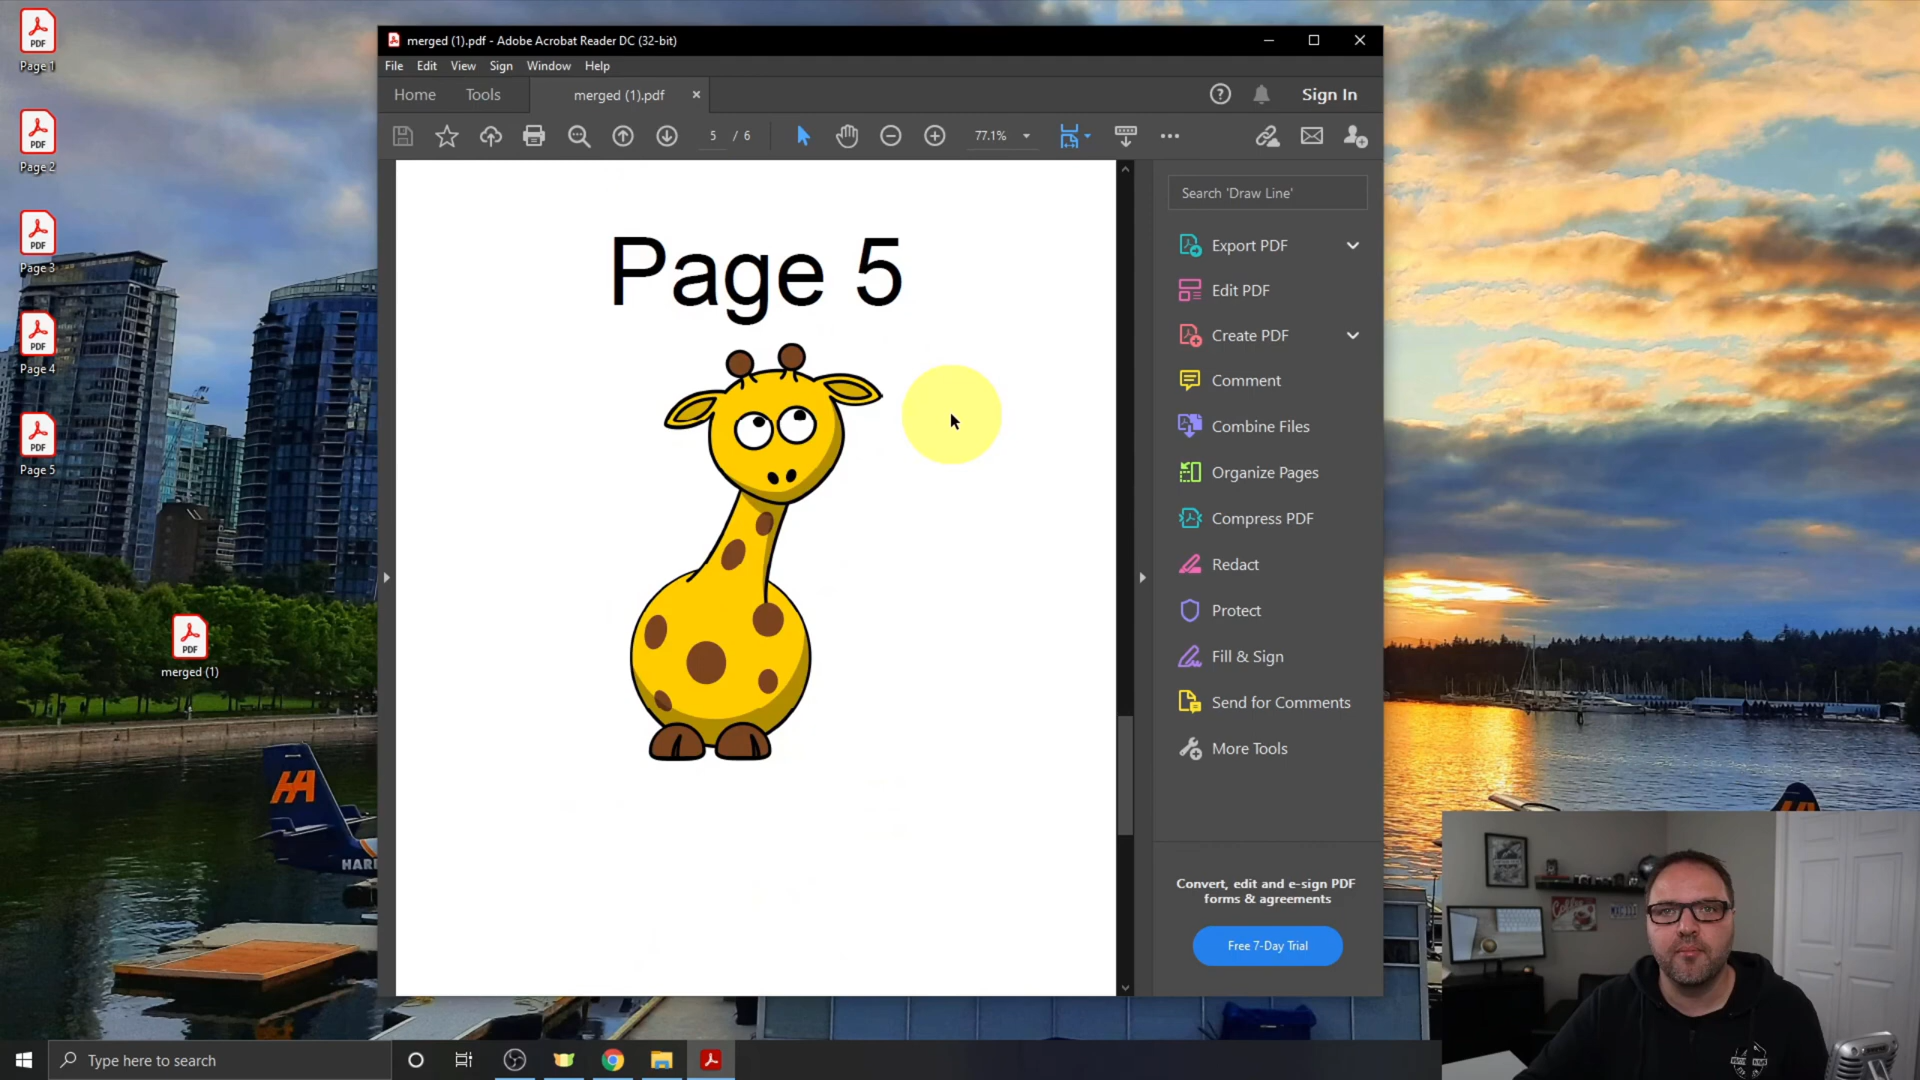 PDF
Page 1
PDF
Page 2
PDF
Page 3
PDF
Page 4
PDF
Page 5
PDF
merged (1)
merged (1).pdf - Adobe Acrobat Reader DC (32-bit)
File Edit View Sign Window Help
Home Tools merged (1).pdf × Sign In
5 / 6 77.1%
Page 5
Search 'Draw Line'
Export PDF
Edit PDF
Create PDF
Comment
Combine Files
Organize Pages
Compress PDF
Redact
Protect
Fill & Sign
Send for Comments
More Tools
Convert, edit and e-sign PDF
forms & agreements
Free 7-Day Trial
HA
HAR
Type here to search